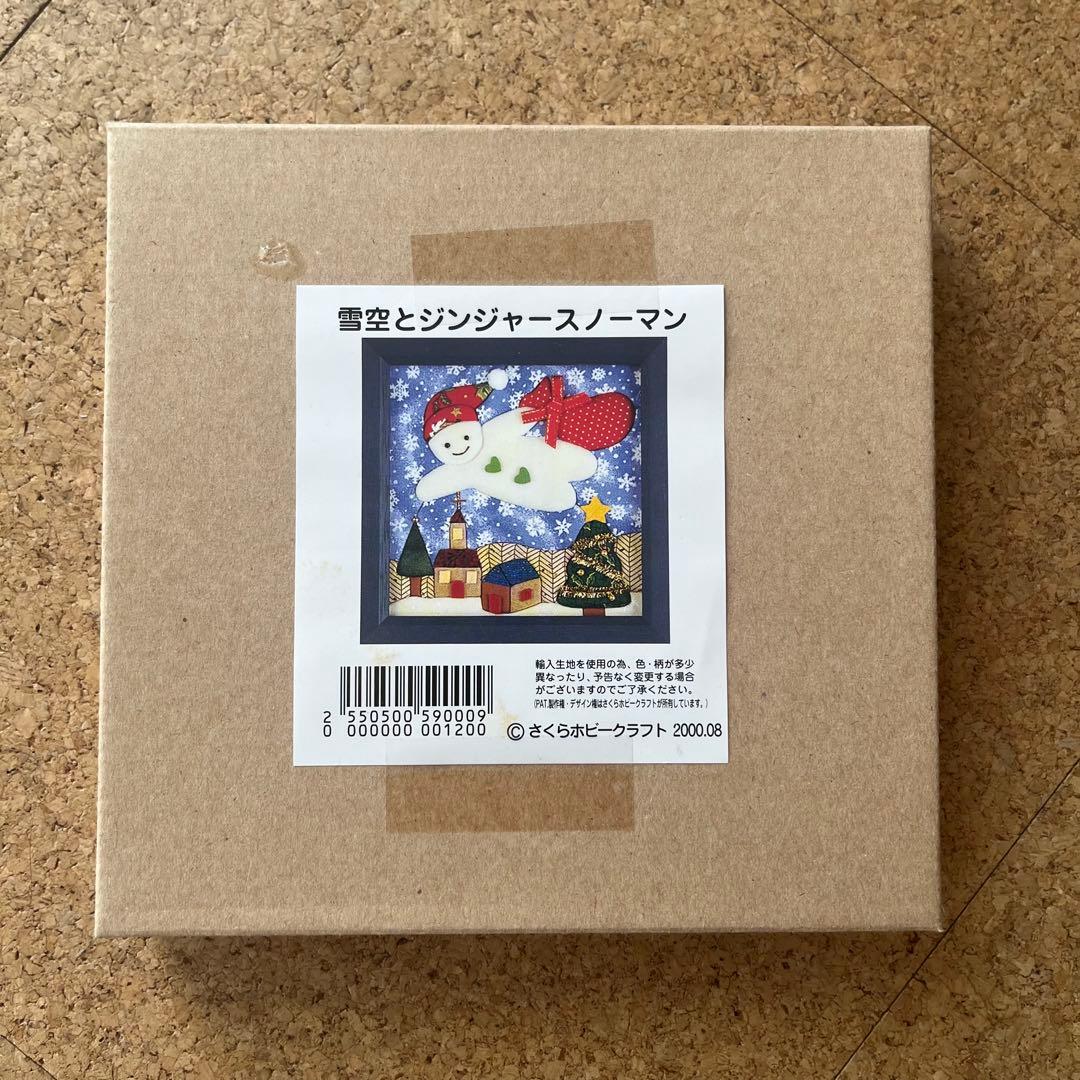 雪空とジンジャースノーマン
輸入生地を使用の為、色・柄が多少
異なったり、予告なく変更する場合
がございますのでご了承ください。
(PAT.製作権・デザイン権はさくらホビークラフトが所有しています。)
2 550500 590009
0 000000 001200
© さくらホビークラフト 2000.08